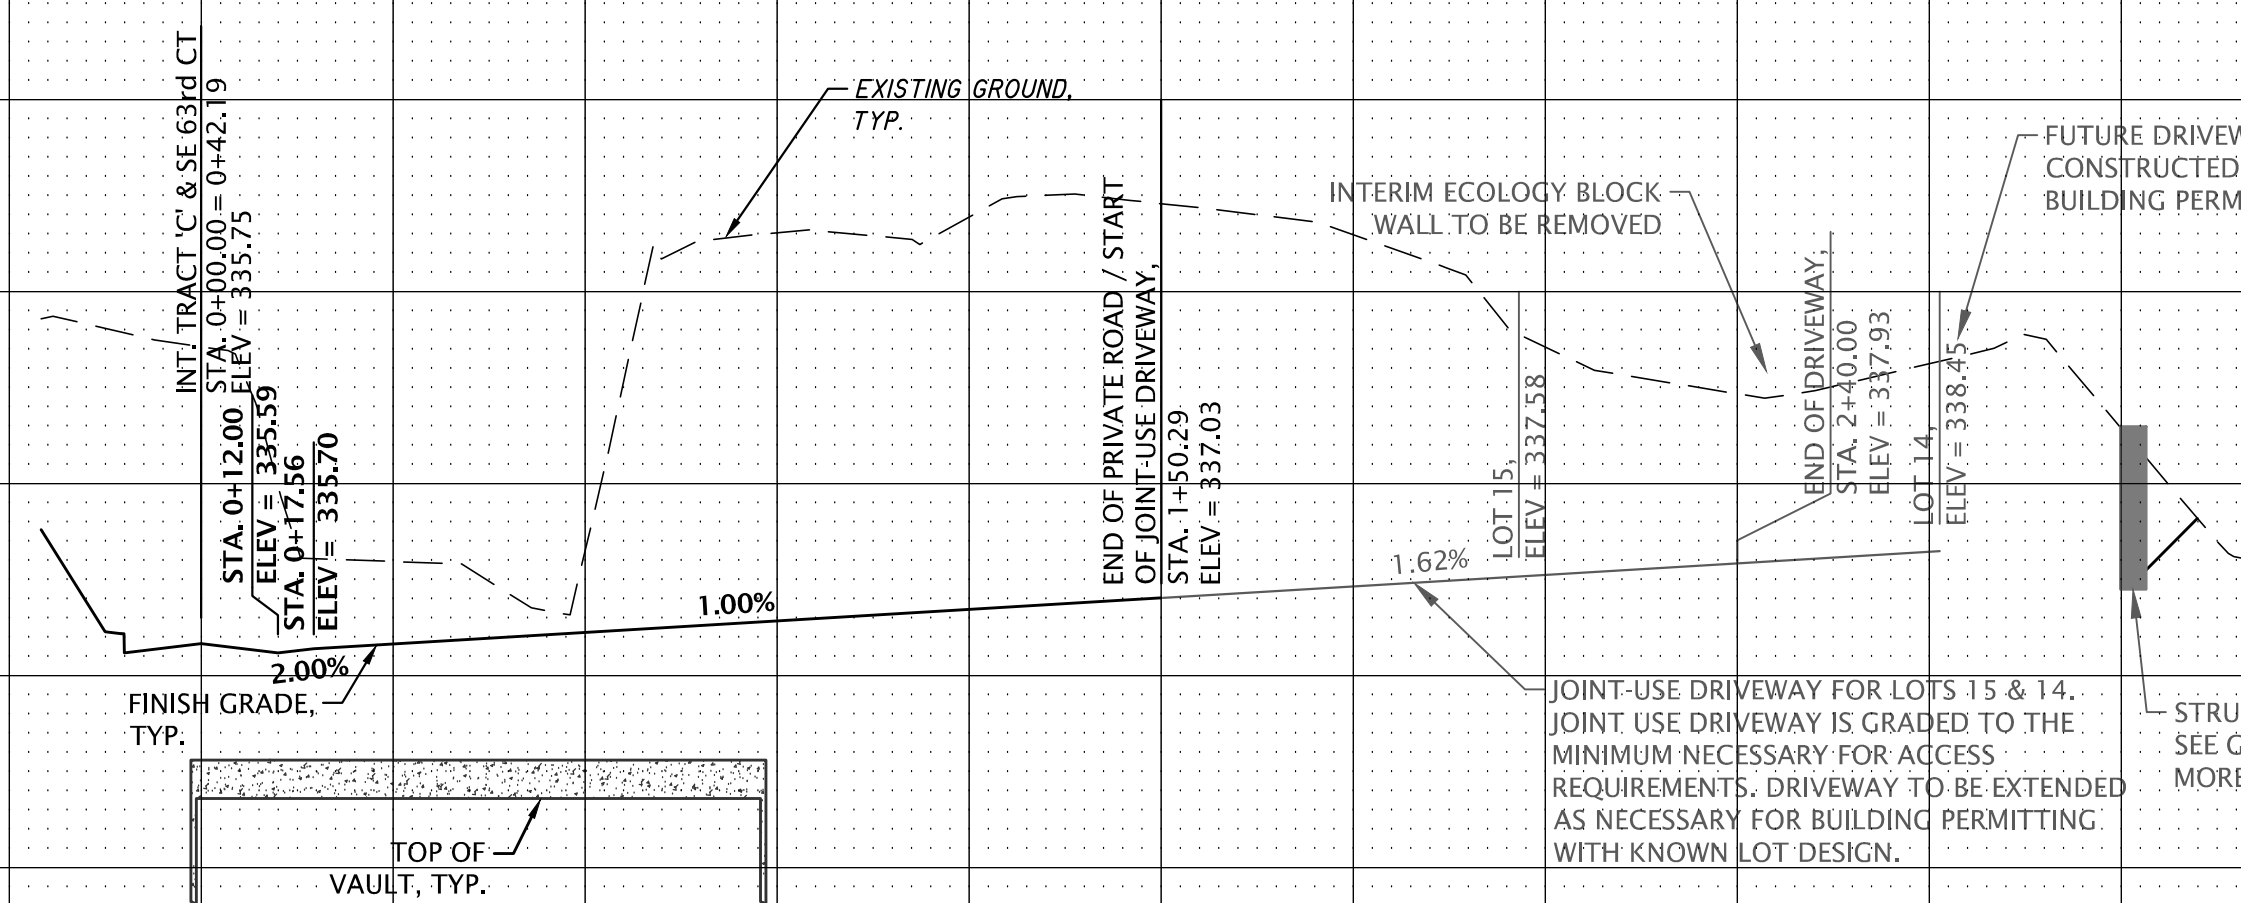 INT. TRACT 'C' & SE 63rd CT
STA. 0+00.00 = 0+42.19
ELEV = 335.75
STA. 0+12.00
ELEV = 335.59
STA. 0+17.56
ELEV = 335.70
2.00%
FINISH GRADE,
TYP.
TOP OF
VAULT, TYP.
EXISTING GROUND,
TYP.
1.00%
END OF PRIVATE ROAD / START
OF JOINT-USE DRIVEWAY,
STA. 1+50.29
ELEV = 337.03
INTERIM ECOLOGY BLOCK
WALL TO BE REMOVED
1.62%
LOT 15,
ELEV = 337.58
END OF DRIVEWAY,
STA. 2+40.00
ELEV = 337.93
LOT 14,
ELEV = 338.45
FUTURE
CONSTRUCTED
BUILDING
JOINT-USE DRIVEWAY FOR LOTS 15 & 14.
JOINT USE DRIVEWAY IS GRADED TO THE
MINIMUM NECESSARY FOR ACCESS
REQUIREMENTS. DRIVEWAY TO BE EXTENDED
AS NECESSARY FOR BUILDING PERMITTING
WITH KNOWN LOT DESIGN.
SEE
MORE